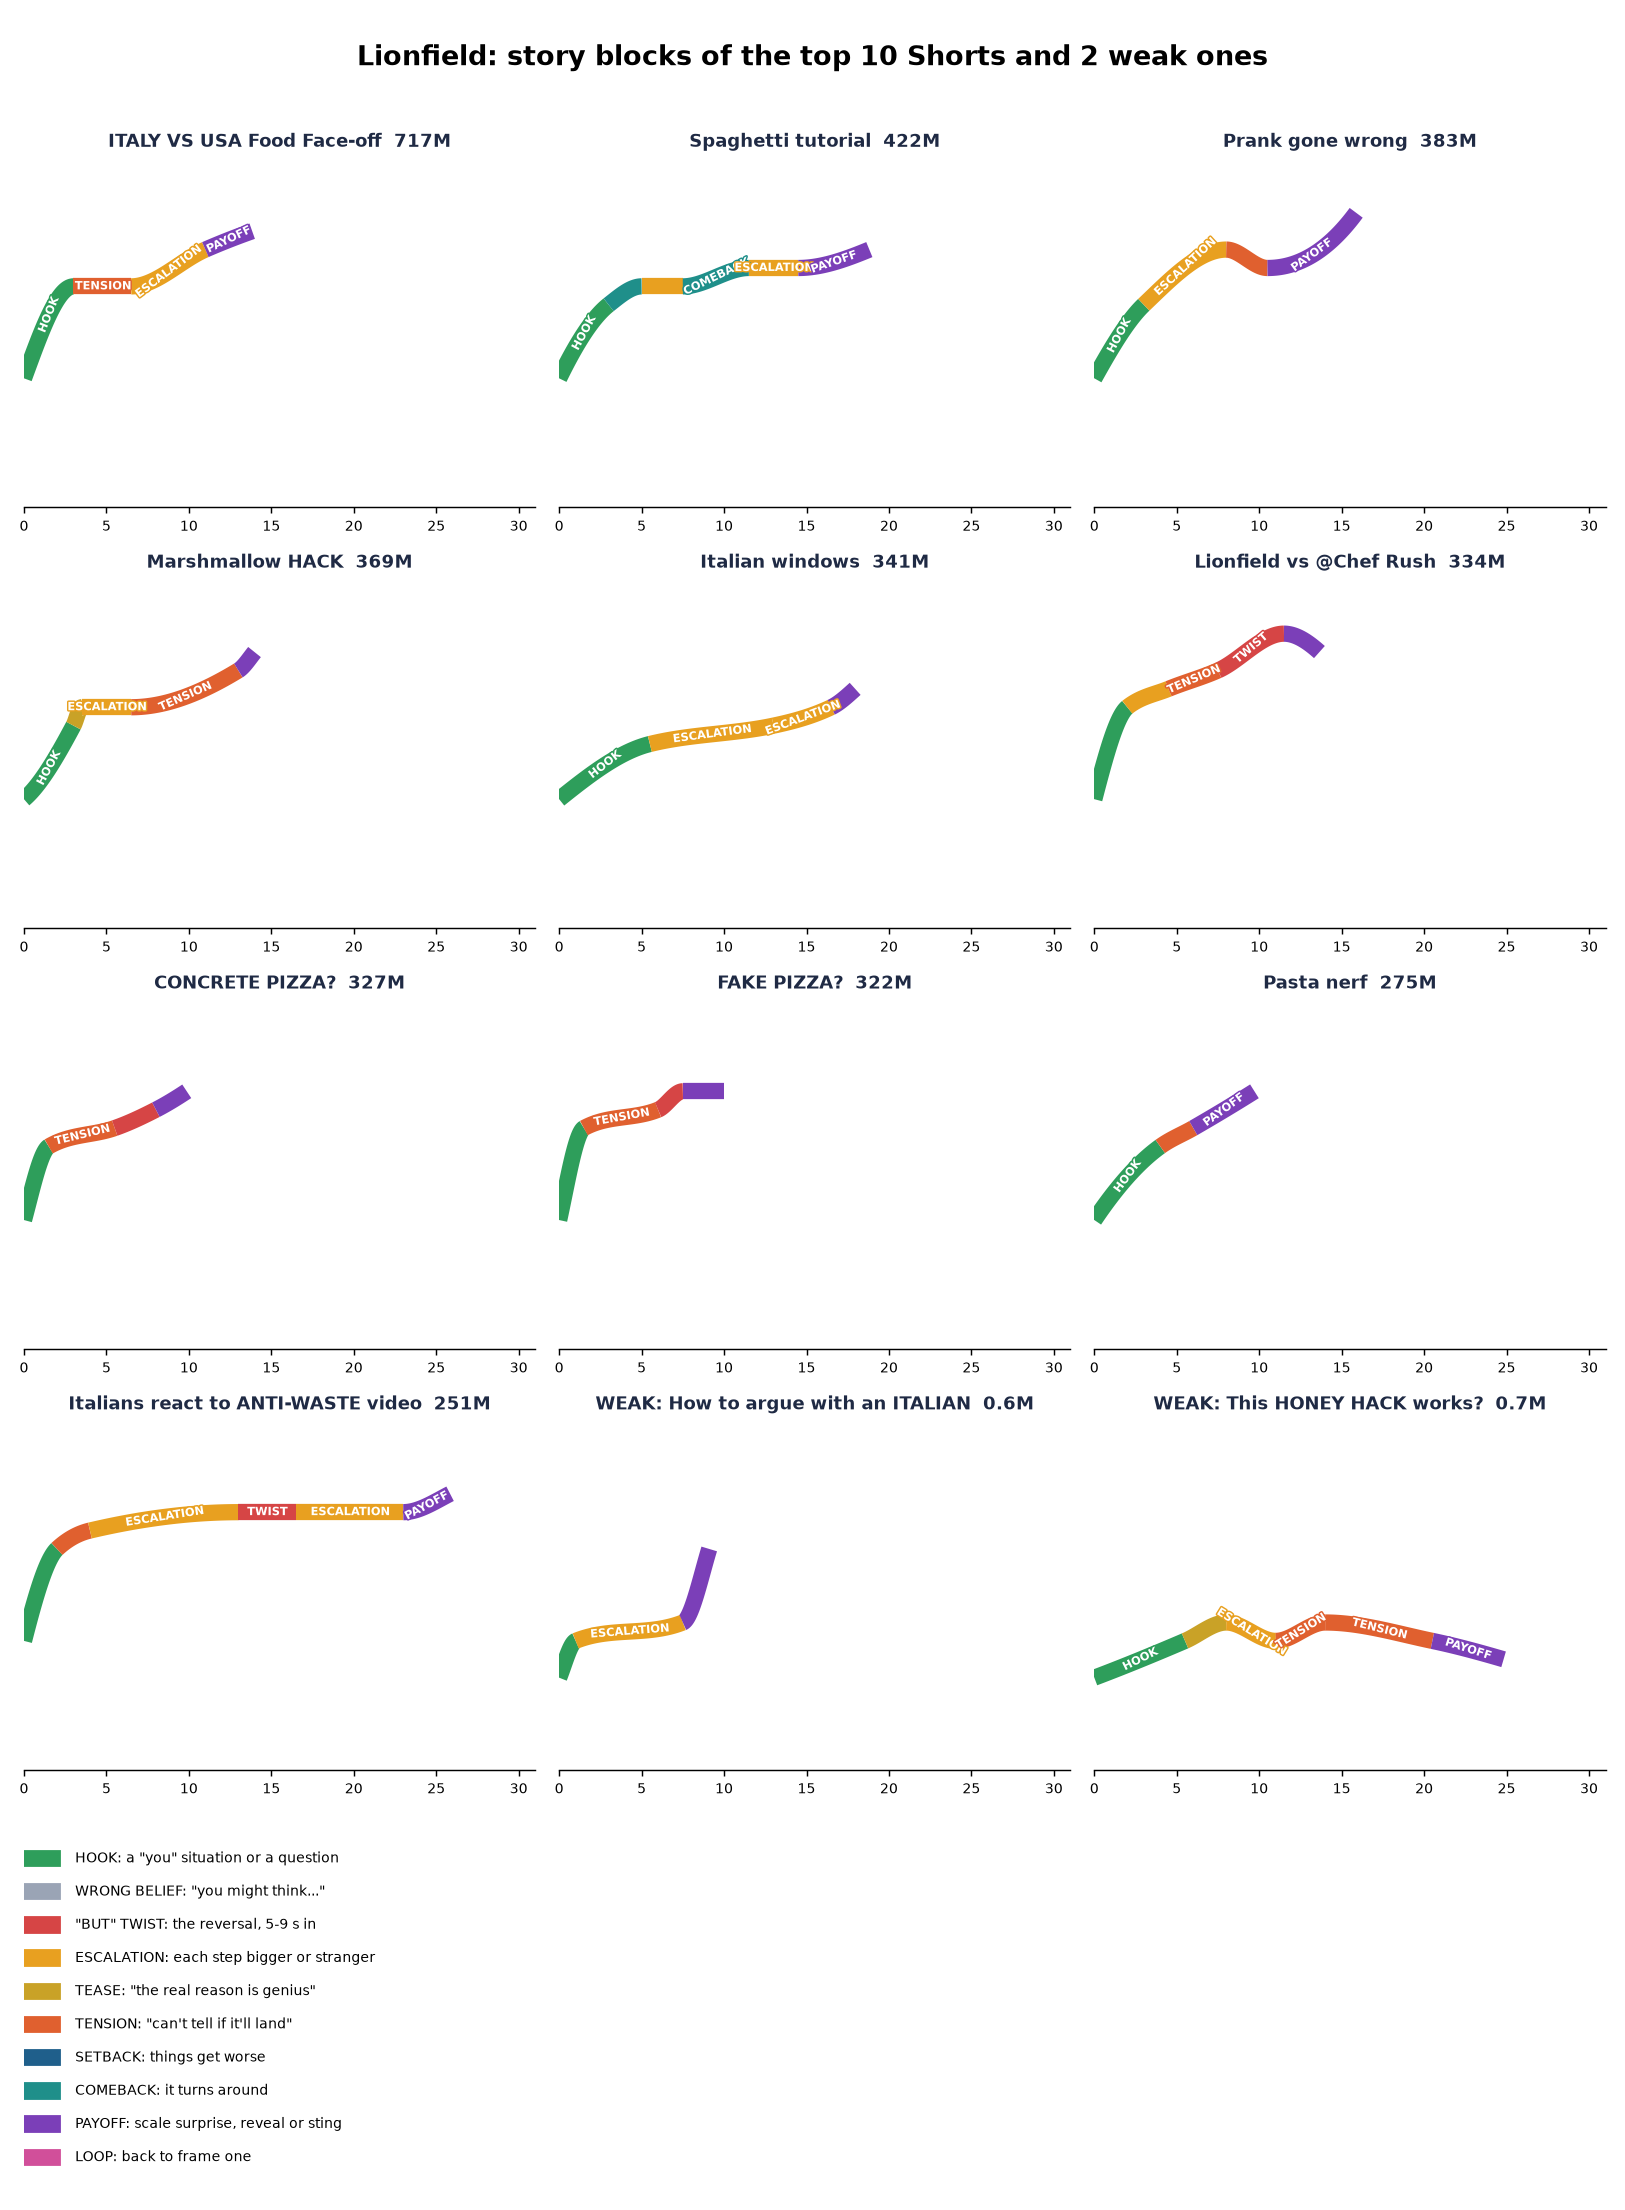 Lionfield: story blocks of the top 10 Shorts and 2 weak ones
ITALY VS USA Food Face-off  717M
HOOK
TENSION
ESCALATION
PAYOFF
0 5 10 15 20 25 30
Spaghetti tutorial  422M
HOOK
COMEBACK
ESCALATION
PAYOFF
0 5 10 15 20 25 30
Prank gone wrong  383M
HOOK
ESCALATION
PAYOFF
0 5 10 15 20 25 30
Marshmallow HACK  369M
HOOK
ESCALATION
TENSION
0 5 10 15 20 25 30
Italian windows  341M
HOOK
ESCALATION
ESCALATION
0 5 10 15 20 25 30
Lionfield vs @Chef Rush  334M
TENSION
TWIST
0 5 10 15 20 25 30
CONCRETE PIZZA?  327M
TENSION
0 5 10 15 20 25 30
FAKE PIZZA?  322M
TENSION
0 5 10 15 20 25 30
Pasta nerf  275M
HOOK
PAYOFF
0 5 10 15 20 25 30
Italians react to ANTI-WASTE video  251M
ESCALATION
TWIST
ESCALATION
PAYOFF
0 5 10 15 20 25 30
WEAK: How to argue with an ITALIAN  0.6M
ESCALATION
0 5 10 15 20 25 30
WEAK: This HONEY HACK works?  0.7M
HOOK
ESCALATION
TENSION
TENSION
PAYOFF
0 5 10 15 20 25 30
HOOK: a "you" situation or a question
WRONG BELIEF: "you might think..."
"BUT" TWIST: the reversal, 5-9 s in
ESCALATION: each step bigger or stranger
TEASE: "the real reason is genius"
TENSION: "can't tell if it'll land"
SETBACK: things get worse
COMEBACK: it turns around
PAYOFF: scale surprise, reveal or sting
LOOP: back to frame one